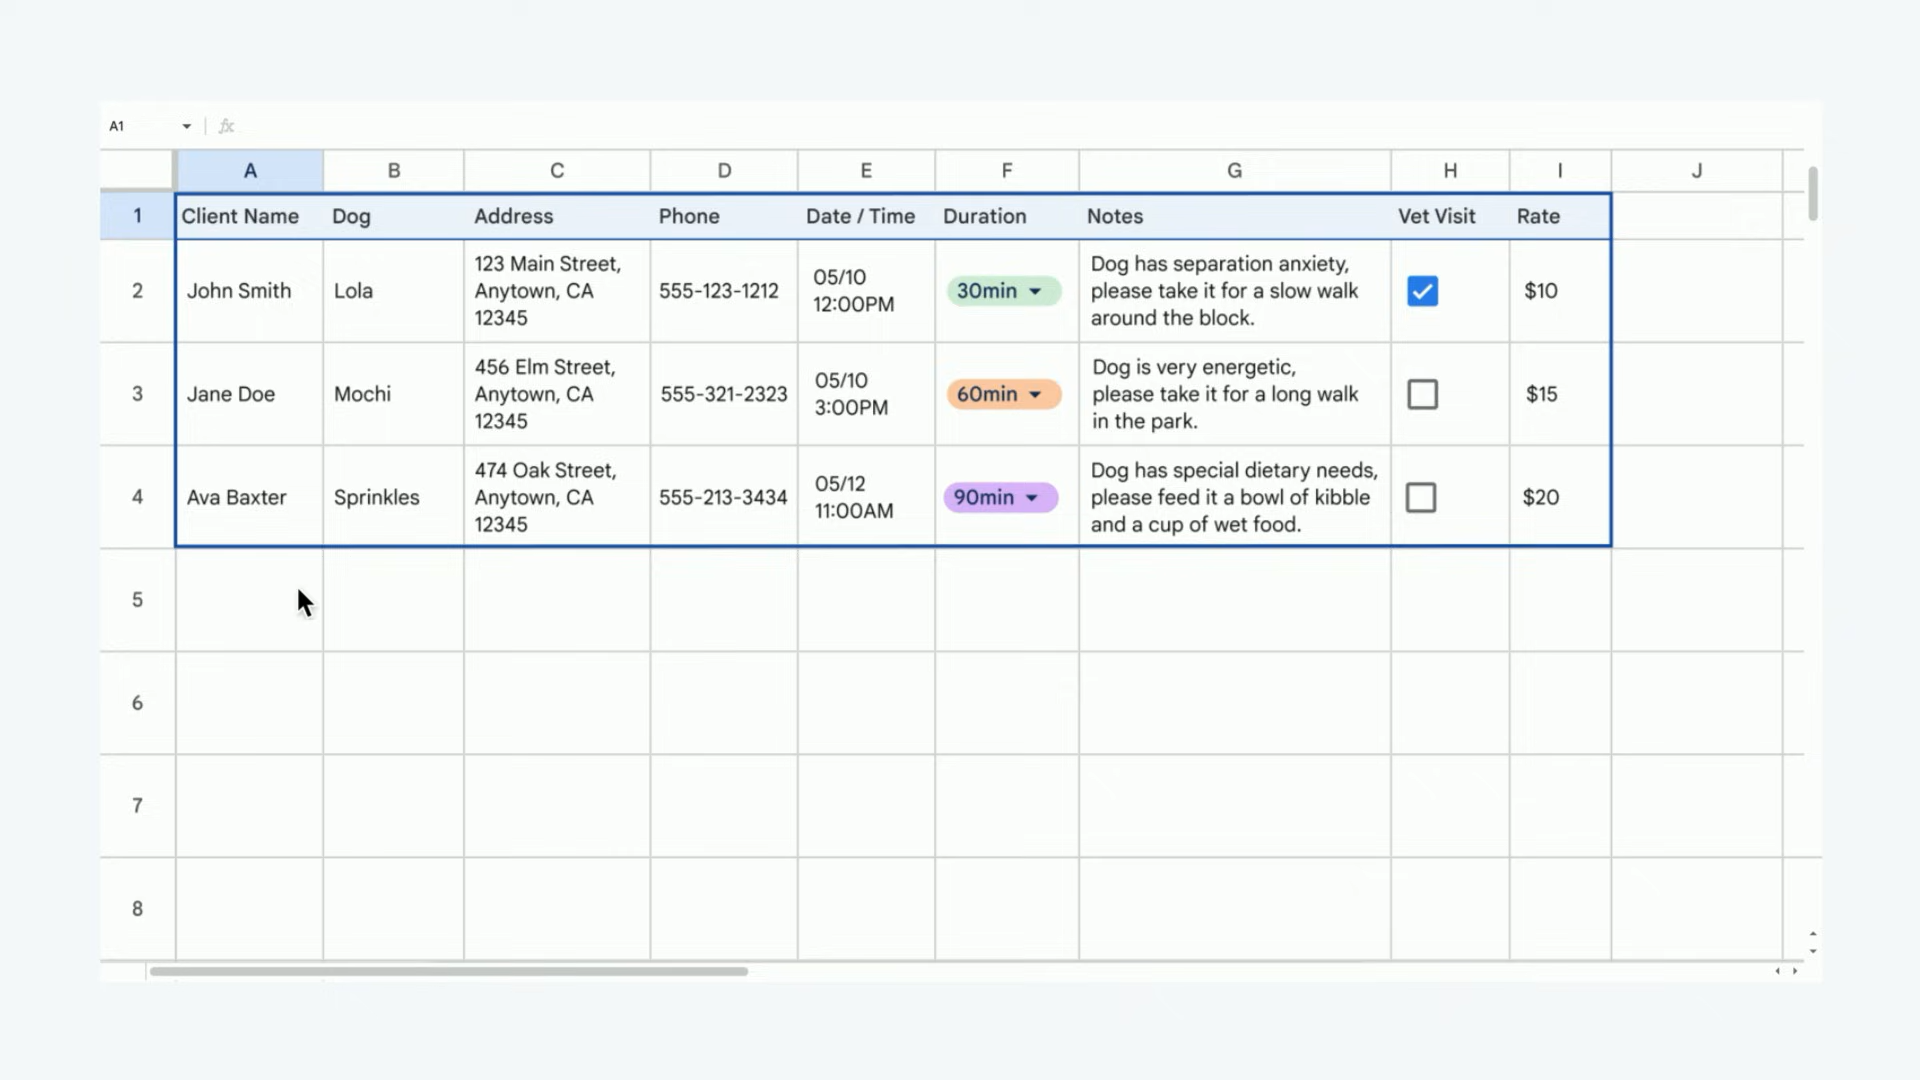 A1 fx
A B C D E F G H I J
1 Client Name Dog Address Phone Date / Time Duration Notes Vet Visit Rate
2 John Smith Lola
123 Main Street,
Anytown, CA
12345
555-123-1212
05/10
12:00PM
30min
Dog has separation anxiety,
please take it for a slow walk
around the block.
$10
3 Jane Doe Mochi
456 Elm Street,
Anytown, CA
12345
555-321-2323
05/10
3:00PM
60min
Dog is very energetic,
please take it for a long walk
in the park.
$15
4 Ava Baxter Sprinkles
474 Oak Street,
Anytown, CA
12345
555-213-3434
05/12
11:00AM
90min
Dog has special dietary needs,
please feed it a bowl of kibble
and a cup of wet food.
$20
5
6
7
8